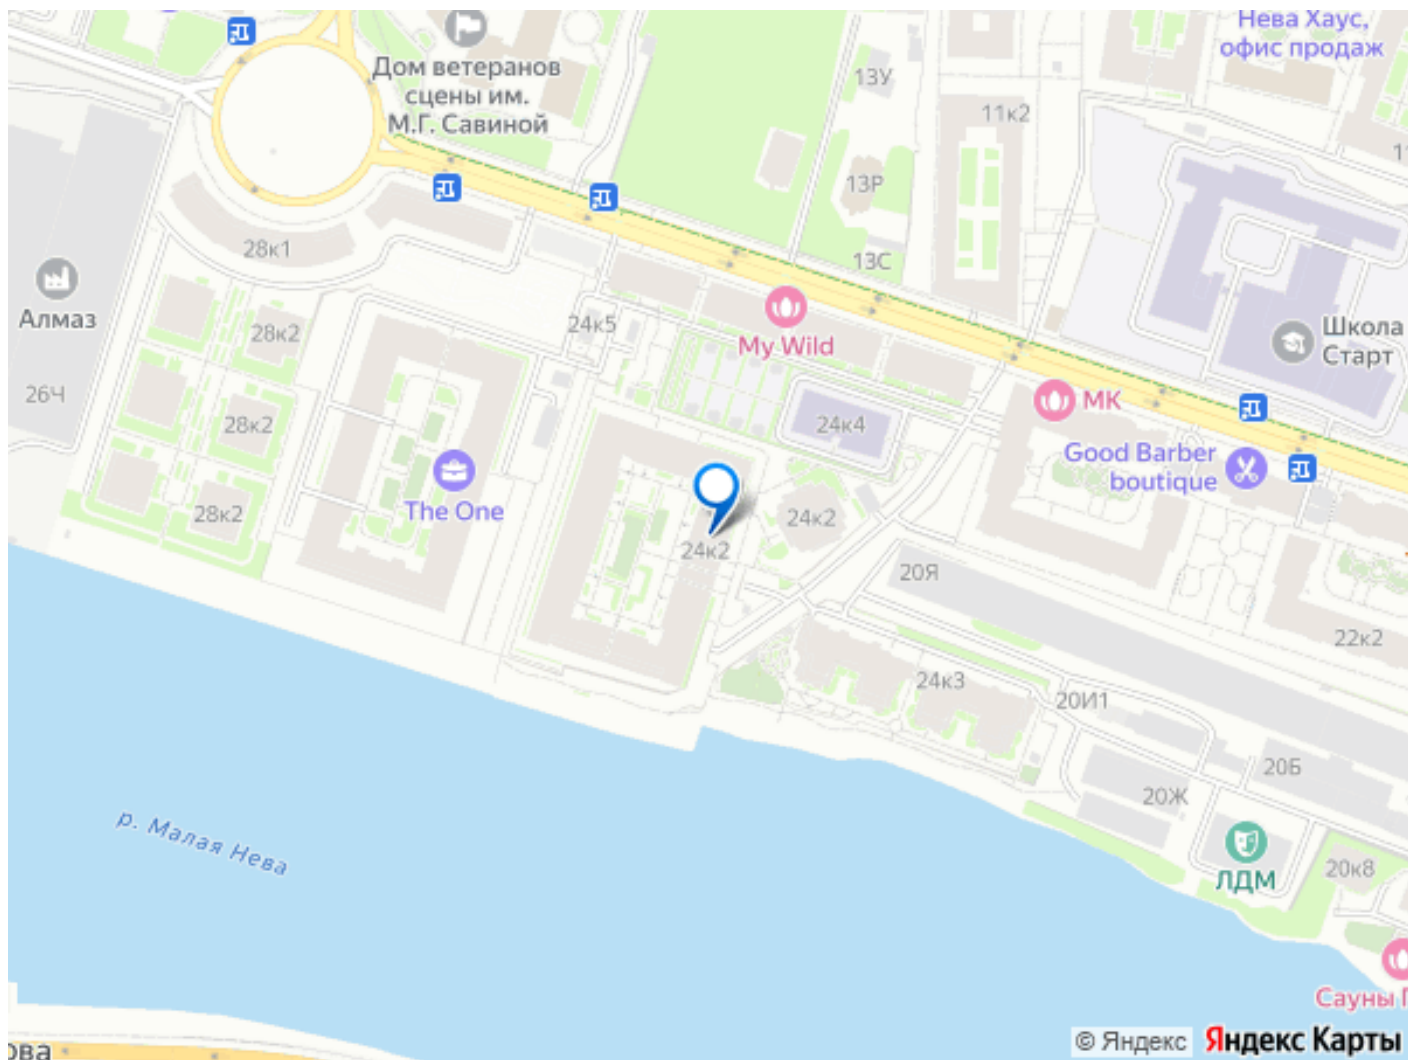 Нева Хаус,
офис продаж
Дом ветеранов
сцены им.
М.Г. Савиной
13У
11к2
13Р
13С
28к1
Алмаз
28к2
24к5
My Wild
Школа
Старт
26Ч
28к2
24к4
МК
Good Barber
boutique
The One
28к2
24к2
24к2
20Я
22к2
24к3
20И1
20Б
20Ж
р. Малая Нева
ЛДМ
20к8
Сауны
© Яндекс
Яндекс Карты